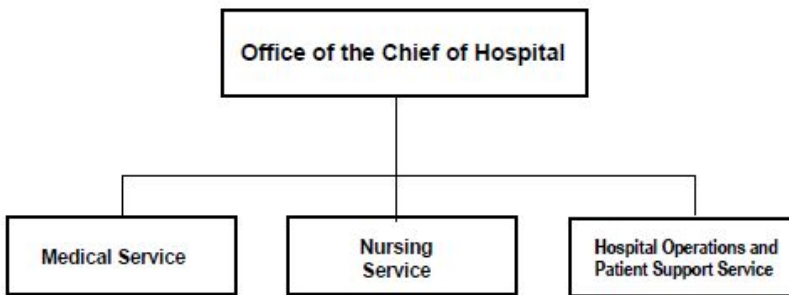 Office of the Chief of Hospital
Medical Service
Nursing
Service
Hospital Operations and
Patient Support Service